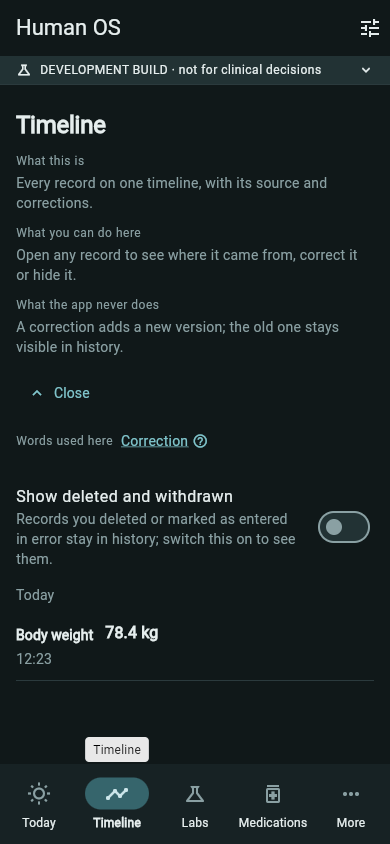 Human OS
DEVELOPMENT BUILD · not for clinical decisions
Timeline
What this is
Every record on one timeline, with its source and
corrections.
What you can do here
Open any record to see where it came from, correct it
or hide it.
What the app never does
A correction adds a new version; the old one stays
visible in history.
Close
Words used here Correction
Show deleted and withdrawn
Records you deleted or marked as entered
in error stay in history; switch this on to see
them.
Today
Body weight 78.4 kg
12:23
Timeline
Today Timeline Labs Medications More